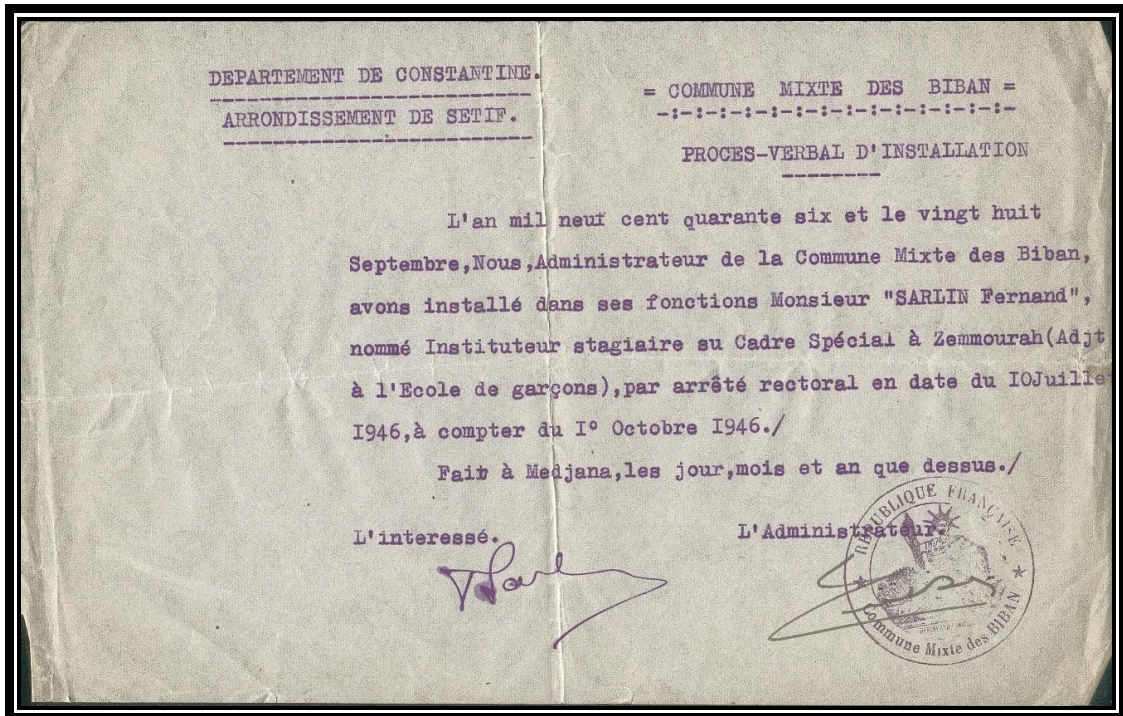 DEPARTEMENT DE CONSTANTINE.
ARRONDISSEMENT DE SETIF.
= COMMUNE MIXTE DES BIBAN =
-:-:-:-:-:-:-:-:-:-:-:-:-:-:-
PROCES-VERBAL D'INSTALLATION
L'an mil neuf cent quarante six et le vingt huit
Septembre,Nous,Administrateur de la Commune Mixte des Biban,
avons installé dans ses fonctions Monsieur "SARLIN Fernand",
nommé Instituteur stagiaire su Cadre Spécial à Zemmourah(Adjt
à l'Ecole de garçons),par arrêté rectoral en date du I0Juille
I946,à compter du I° Octobre I946./
Fait à Medjana,les jour,mois et an que dessus./
L'interessé.
L'Administrateur.
REPUBLIQUE FRANÇAISE
Commune Mixte des BIBAN